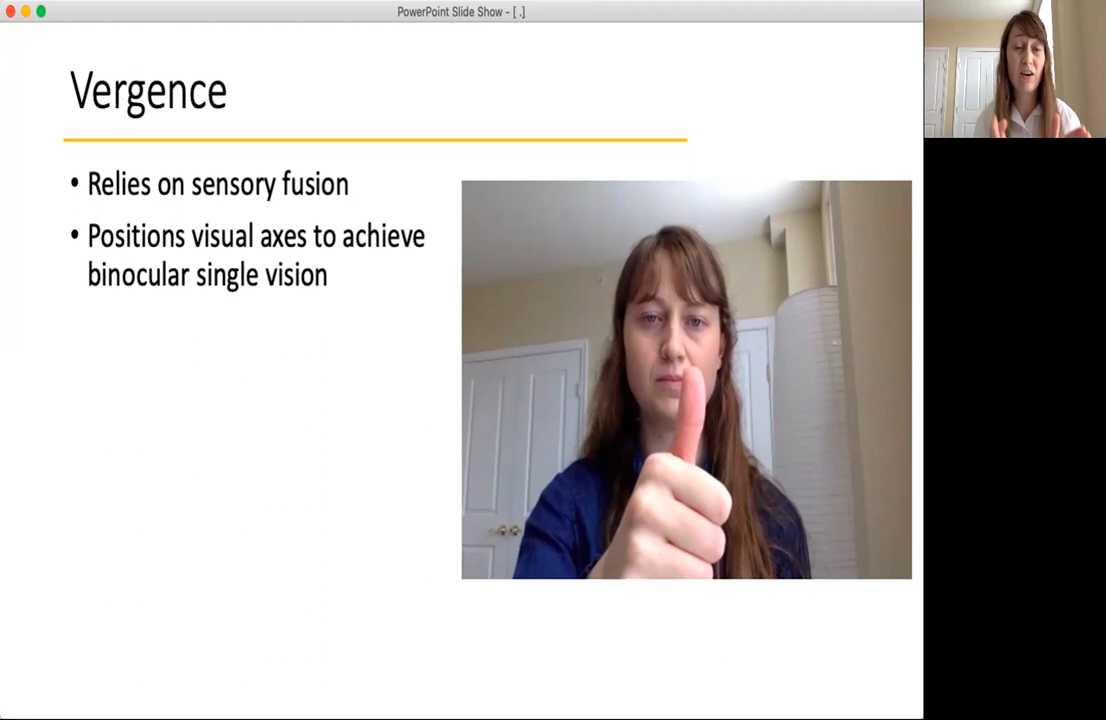 PowerPoint Slide Show - [ .]
Vergence
• Relies on sensory fusion
• Positions visual axes to achieve
binocular single vision